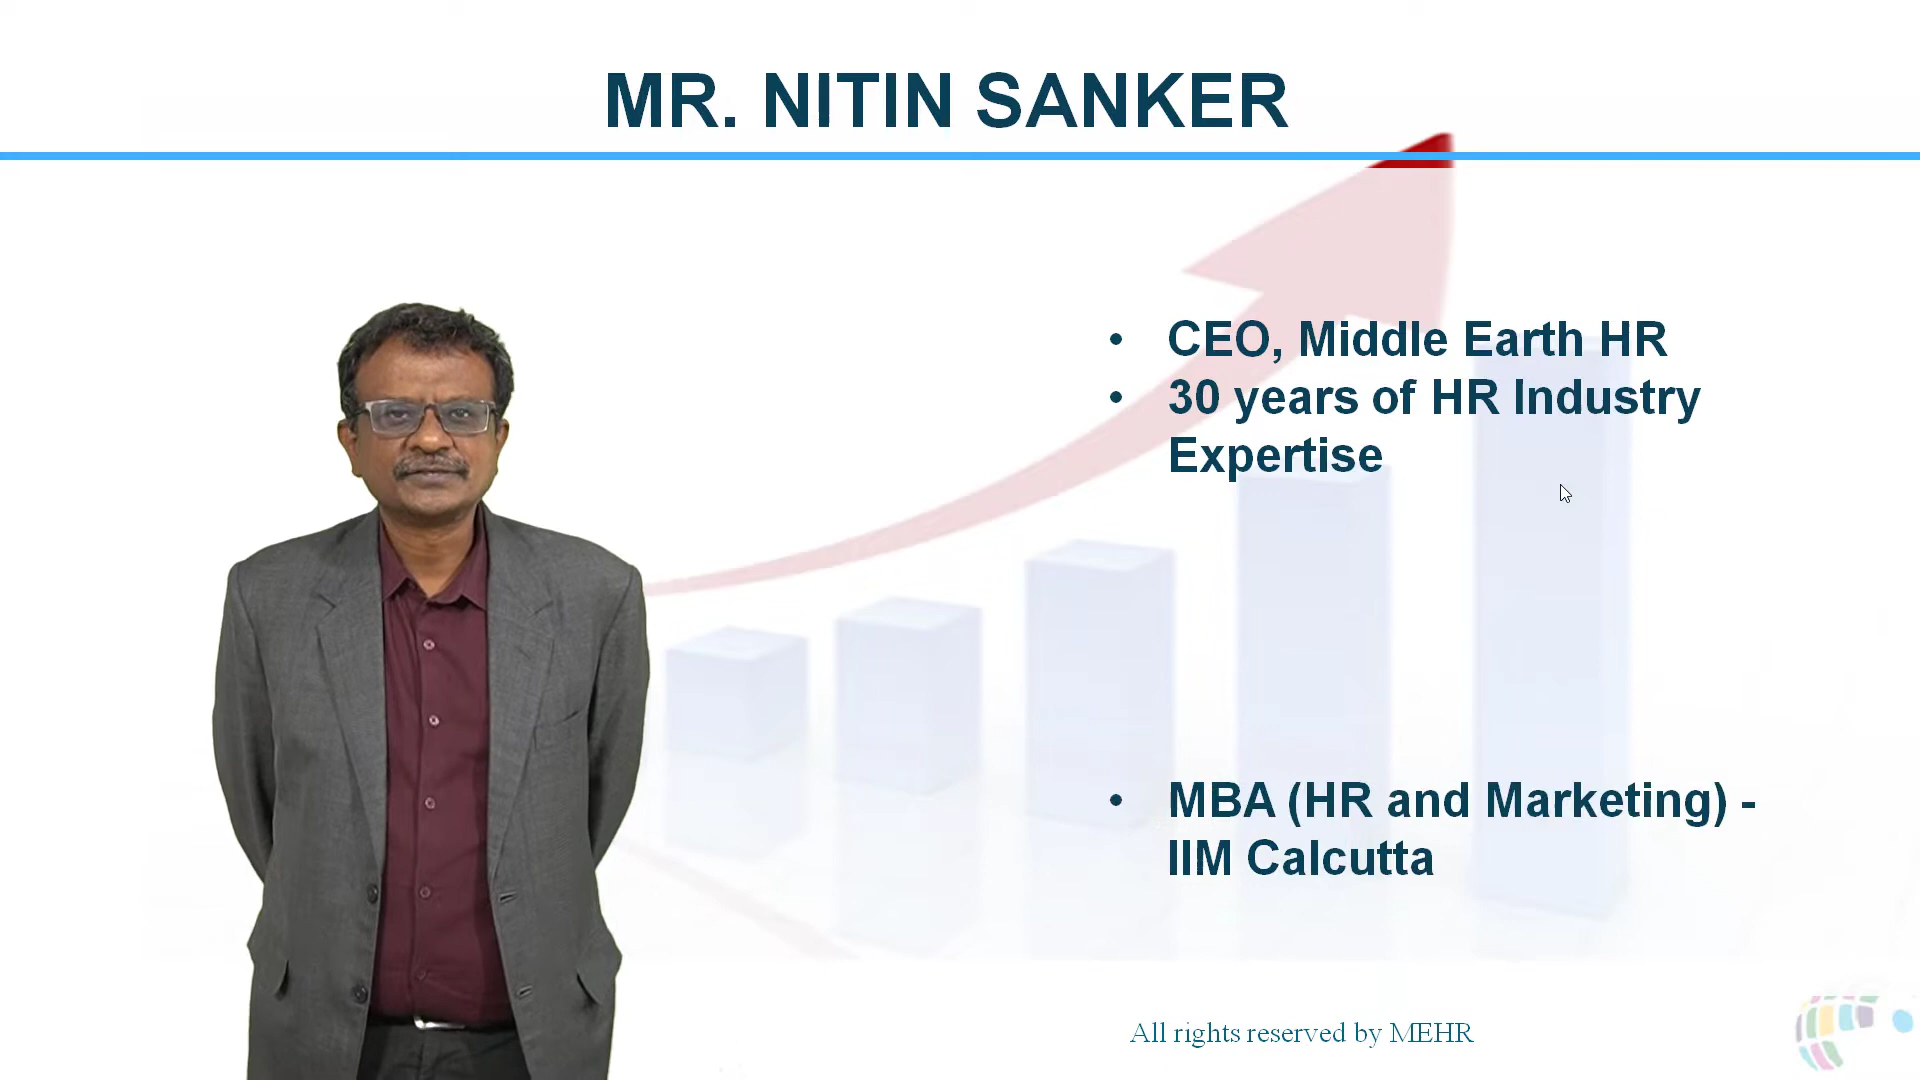 MR. NITIN SANKER
• CEO, Middle Earth HR
• 30 years of HR Industry
Expertise
• MBA (HR and Marketing) -
IIM Calcutta
All rights reserved by MEHR